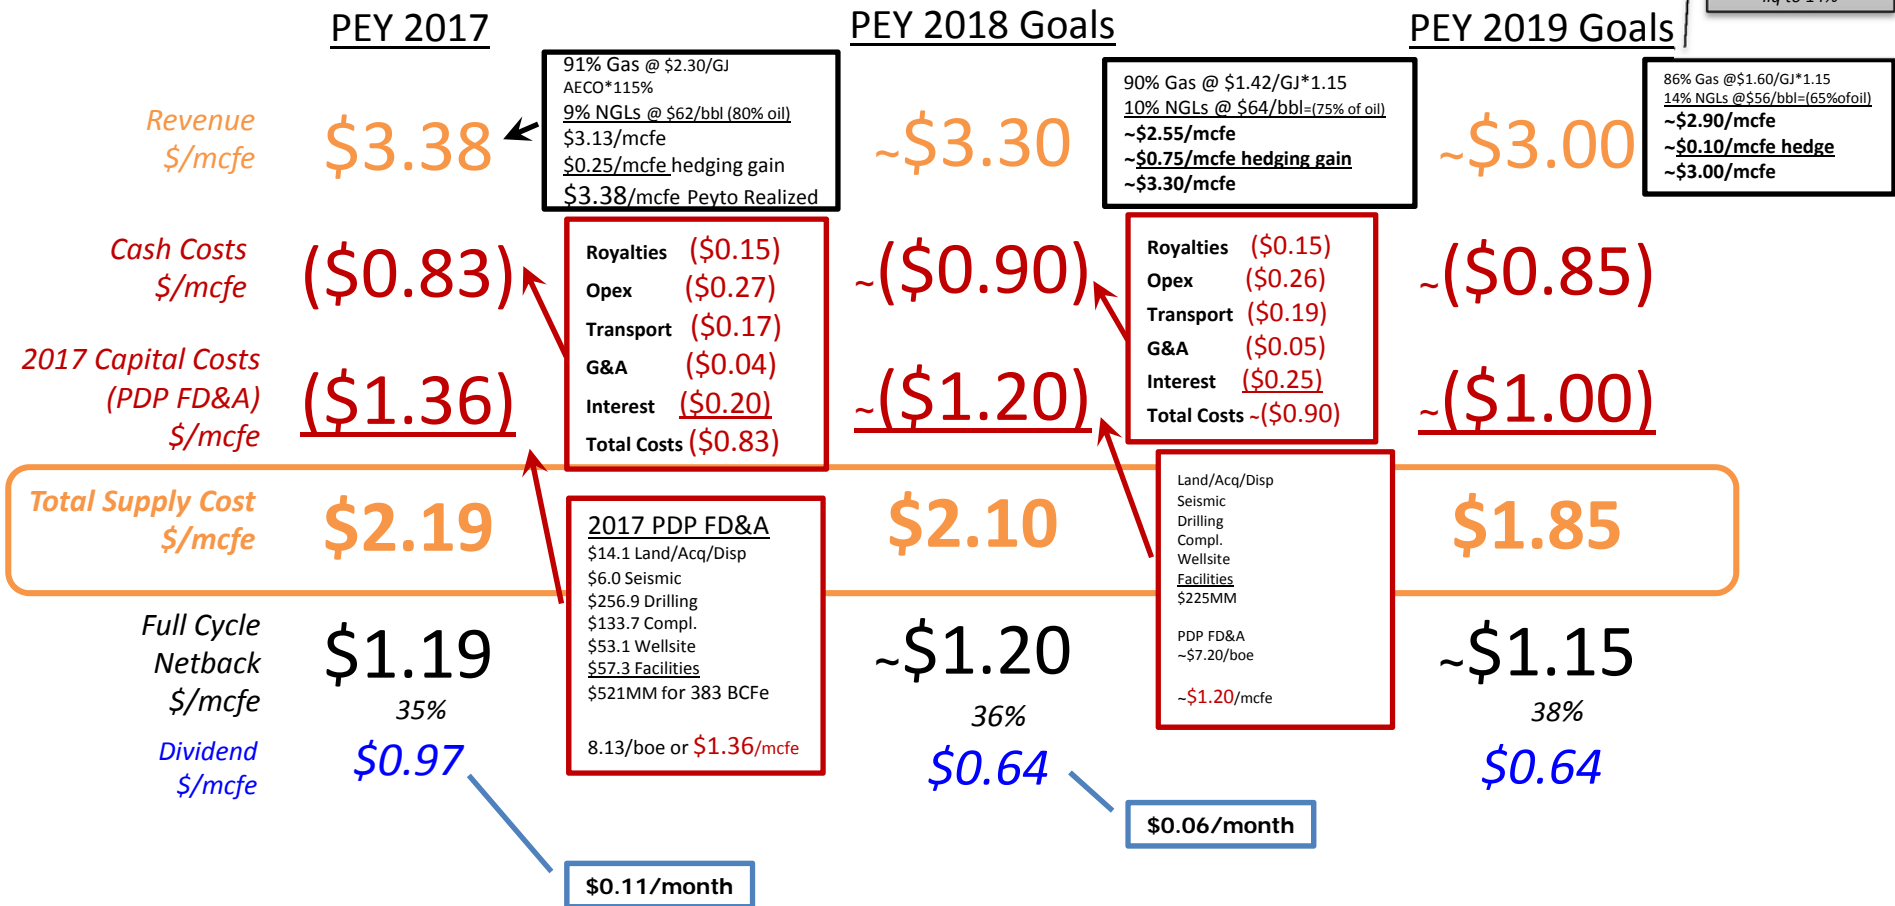 PEY 2017
PEY 2018 Goals
PEY 2019 Goals
Revenue
$/mcfe
$3.38
91% Gas @ $2.30/GJ
AECO*115%
9% NGLs @ $62/bbl (80% oil)
$3.13/mcfe
$0.25/mcfe hedging gain
$3.38/mcfe Peyto Realized
~$3.30
90% Gas @ $1.42/GJ*1.15
10% NGLs @ $64/bbl=(75% of oil)
~$2.55/mcfe
~$0.75/mcfe hedging gain
~$3.30/mcfe
~$3.00
86% Gas @$1.60/GJ*1.15
14% NGLs @$56/bbl=(65%ofoil)
~$2.90/mcfe
~$0.10/mcfe hedge
~$3.00/mcfe
Cash Costs
$/mcfe
($0.83)
Royalties ($0.15)
Opex ($0.27)
Transport ($0.17)
G&A ($0.04)
Interest ($0.20)
Total Costs ($0.83)
~($0.90)
Royalties ($0.15)
Opex ($0.26)
Transport ($0.19)
G&A ($0.05)
Interest ($0.25)
Total Costs ~($0.90)
~($0.85)
2017 Capital Costs
(PDP FD&A)
$/mcfe
($1.36)
~($1.20)
~($1.00)
Total Supply Cost
$/mcfe
$2.19
$2.10
$1.85
2017 PDP FD&A
$14.1 Land/Acq/Disp
$6.0 Seismic
$256.9 Drilling
$133.7 Compl.
$53.1 Wellsite
$57.3 Facilities
$521MM for 383 BCFe
8.13/boe or $1.36/mcfe
Land/Acq/Disp
Seismic
Drilling
Compl.
Wellsite
Facilities
$225MM
PDP FD&A
~$7.20/boe
~$1.20/mcfe
Full Cycle
Netback
$/mcfe
$1.19
35%
~$1.20
36%
~$1.15
38%
Dividend
$/mcfe
$0.97
$0.64
$0.64
$0.11/month
$0.06/month